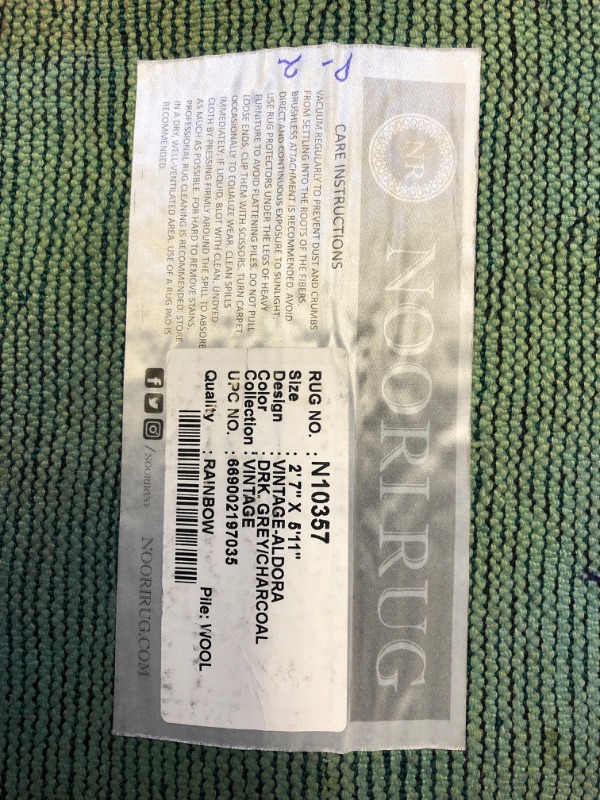 NR
NOORI RUG
CARE INSTRUCTIONS
VACUUM REGULARLY TO PREVENT DUST AND CRUMBS
FROM SETTLING INTO THE ROOTS OF THE FIBERS.
BRUSHLESS ATTACHMENT IS RECOMMENDED. AVOID
DIRECT AND CONTINUOUS EXPOSURE TO SUNLIGHT.
USE RUG PROTECTORS UNDER THE LEGS OF HEAVY
FURNITURE TO AVOID FLATTENING PILES. DO NOT PULL
LOOSE ENDS, CLIP THEM WITH SCISSORS. TURN CARPET
OCCASIONALLY TO EQUALIZE WEAR. CLEAN SPILLS
IMMEDIATELY. IF LIQUID, BLOT WITH CLEAN, UNDYED
CLOTH BY PRESSING FIRMLY AROUND THE SPILL TO ABSORB
AS MUCH AS POSSIBLE. FOR HARD TO REMOVE STAINS,
PROFESSIONAL RUG CLEANING IS RECOMMENDED. STORE
IN A DRY, WELL-VENTILATED AREA. USE OF A RUG PAD IS
RECOMMENDED.
RUG NO. : N10357
Size : 2'7" X 5'11"
Design : VINTAGE-ALDORA
Color : DRK. GREY/CHARCOAL
Collection : VINTAGE
UPC NO. : 669002197035
Quality : RAINBOW Pile: WOOL
/NOORIRUG NOORIRUG.COM